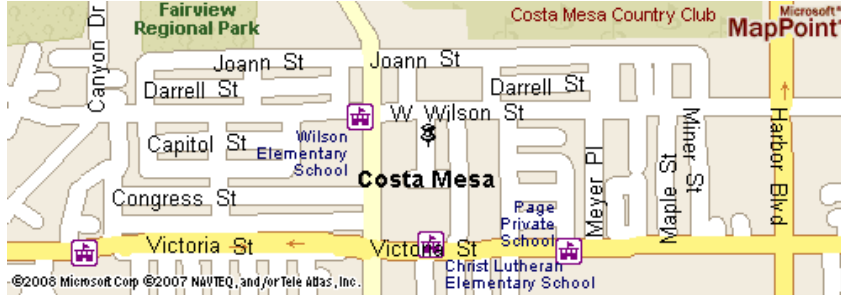 Fairview
Regional Park
Costa Mesa Country Club
Microsoft®
MapPoint®
Canyon Dr
Joann St
Joann St
Darrell St
Darrell St
W Wilson St
Capitol St
Wilson
Elementary
School
Miner St
Harbor Blvd
Meyer Pl
Maple St
Costa Mesa
Congress St
Page
Private
School
Victoria St
Victoria St
Christ Lutheran
Elementary School
©2008 Microsoft Corp ©2007 NAVTEQ, and/or Tele Atlas, Inc.